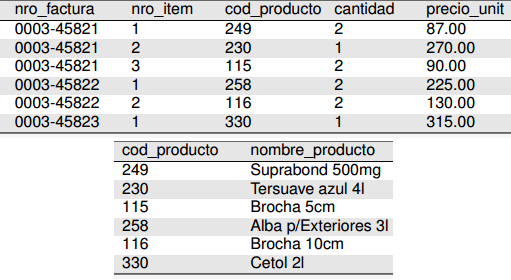 nro_factura nro_item cod_producto cantidad precio_unit
0003-45821 1 249 2 87.00
0003-45821 2 230 1 270.00
0003-45821 3 115 2 90.00
0003-45822 1 258 2 225.00
0003-45822 2 116 2 130.00
0003-45823 1 330 1 315.00
cod_producto nombre_producto
249 Suprabond 500mg
230 Tersuave azul 4l
115 Brocha 5cm
258 Alba p/Exteriores 3l
116 Brocha 10cm
330 Cetol 2l